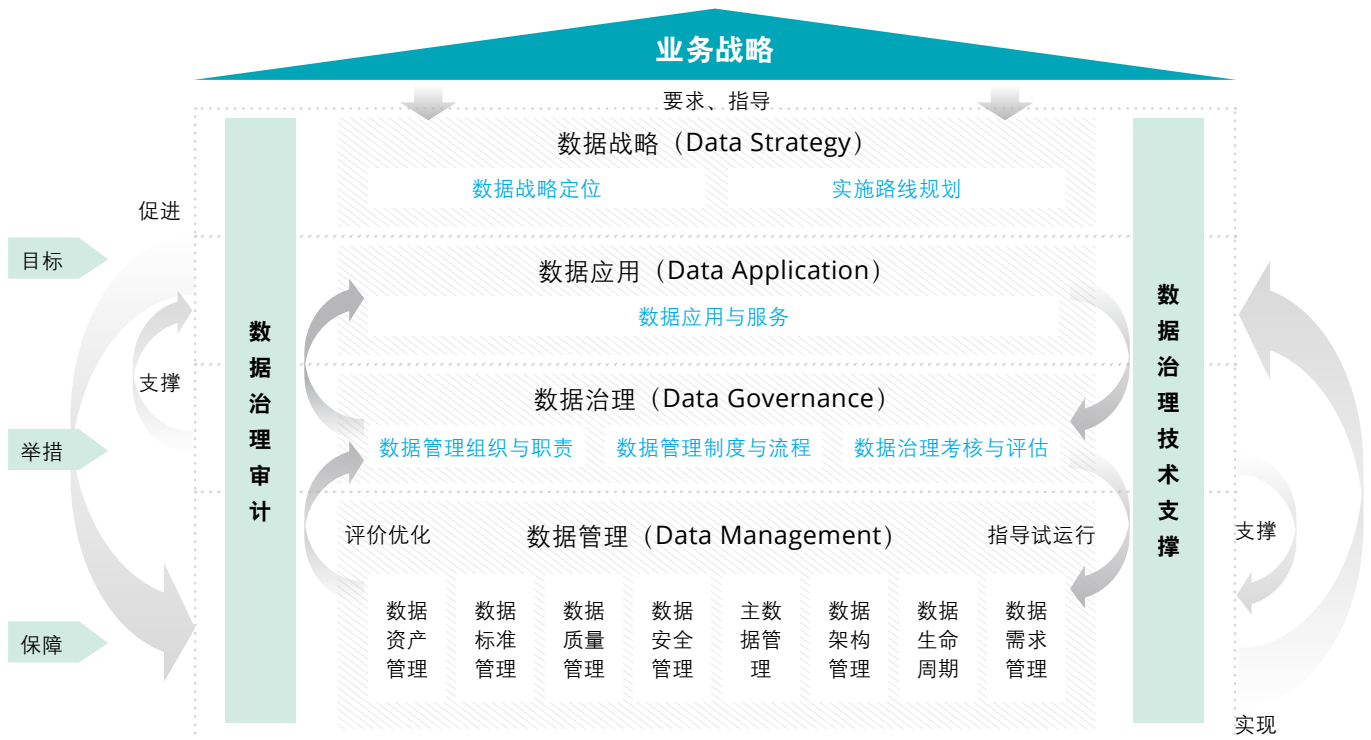 业务战略
要求、指导
数据战略（Data Strategy）
数据战略定位
实施路线规划
促进
目标
数据应用（Data Application）
数据应用与服务
数据治理审计
数据治理技术支撑
支撑
数据治理（Data Governance）
数据管理组织与职责
数据管理制度与流程
数据治理考核与评估
举措
评价优化
数据管理（Data Management）
指导试运行
支撑
数据
资产
管理
数据
标准
管理
数据
质量
管理
数据
安全
管理
主数
据管
理
数据
架构
管理
数据
生命
周期
数据
需求
管理
保障
实现